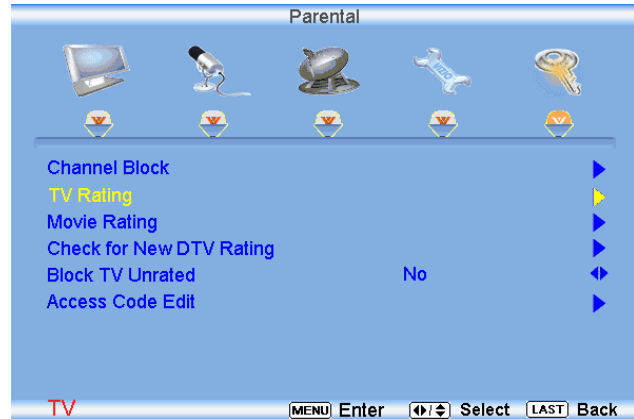 Parental
VIZIO
Channel Block
TV Rating
Movie Rating
Check for New DTV Rating
Block TV Unrated No
Access Code Edit
TV MENU Enter Select LAST Back